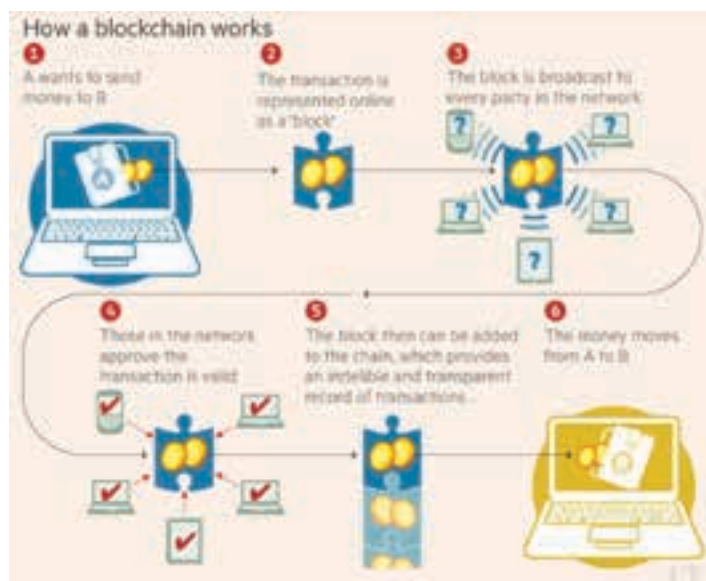 How a blockchain works
1
A wants to send
money to B
2
The transaction is
represented online
as a 'block'
3
The block is broadcast to
every party in the network
?
?
?
?
?
4
Those in the network
approve the
transaction is valid
5
The block then can be added
to the chain, which provides
an indelible and transparent
record of transactions
6
The money moves
from A to B